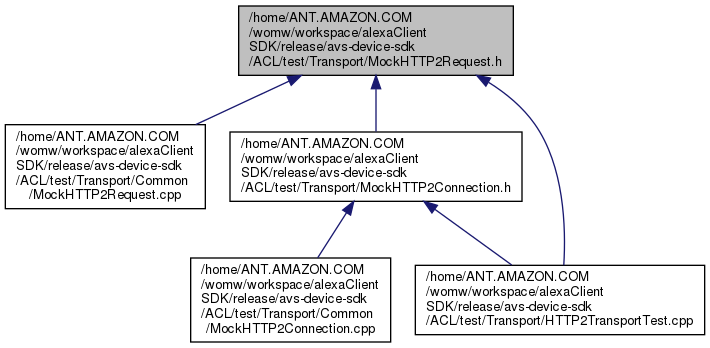 /home/ANT.AMAZON.COM
/womw/workspace/alexaClient
SDK/release/avs-device-sdk
/ACL/test/Transport/MockHTTP2Request.h
/home/ANT.AMAZON.COM
/womw/workspace/alexaClient
SDK/release/avs-device-sdk
/ACL/test/Transport/Common
/MockHTTP2Request.cpp
/home/ANT.AMAZON.COM
/womw/workspace/alexaClient
SDK/release/avs-device-sdk
/ACL/test/Transport/MockHTTP2Connection.h
/home/ANT.AMAZON.COM
/womw/workspace/alexaClient
SDK/release/avs-device-sdk
/ACL/test/Transport/Common
/MockHTTP2Connection.cpp
/home/ANT.AMAZON.COM
/womw/workspace/alexaClient
SDK/release/avs-device-sdk
/ACL/test/Transport/HTTP2TransportTest.cpp